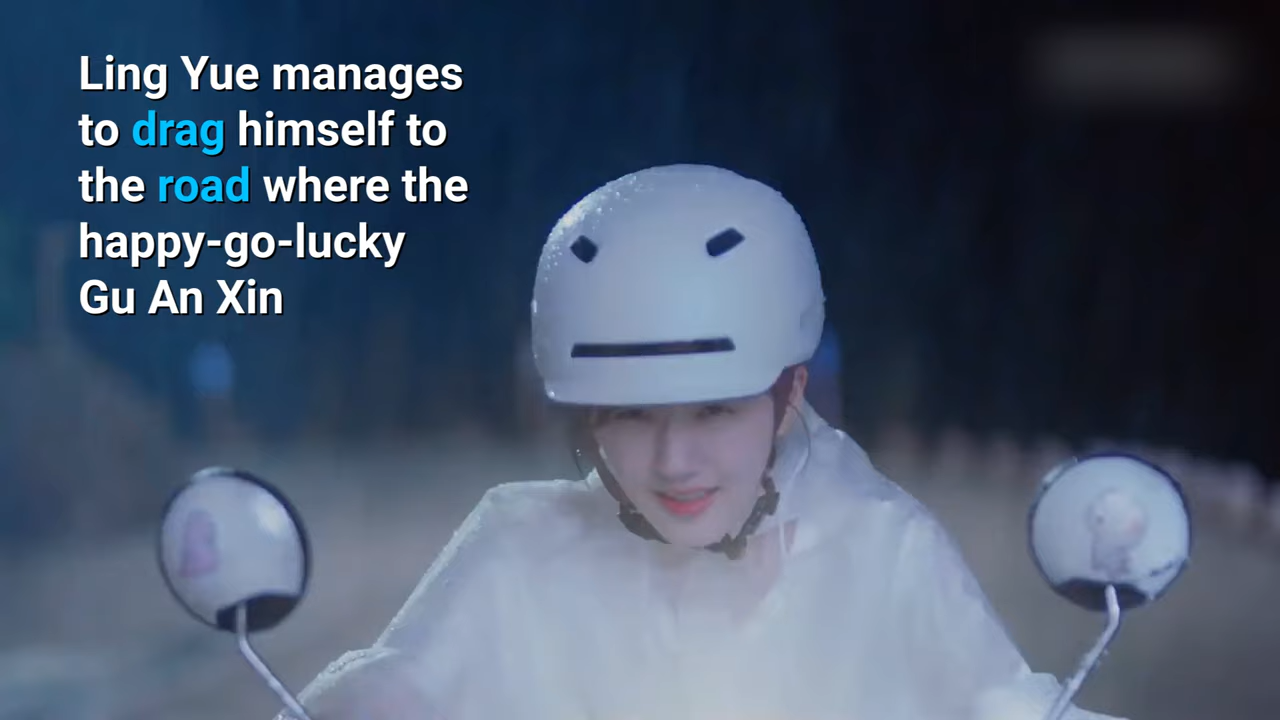 Ling Yue manages
to drag himself to
the road where the
happy-go-lucky
Gu An Xin